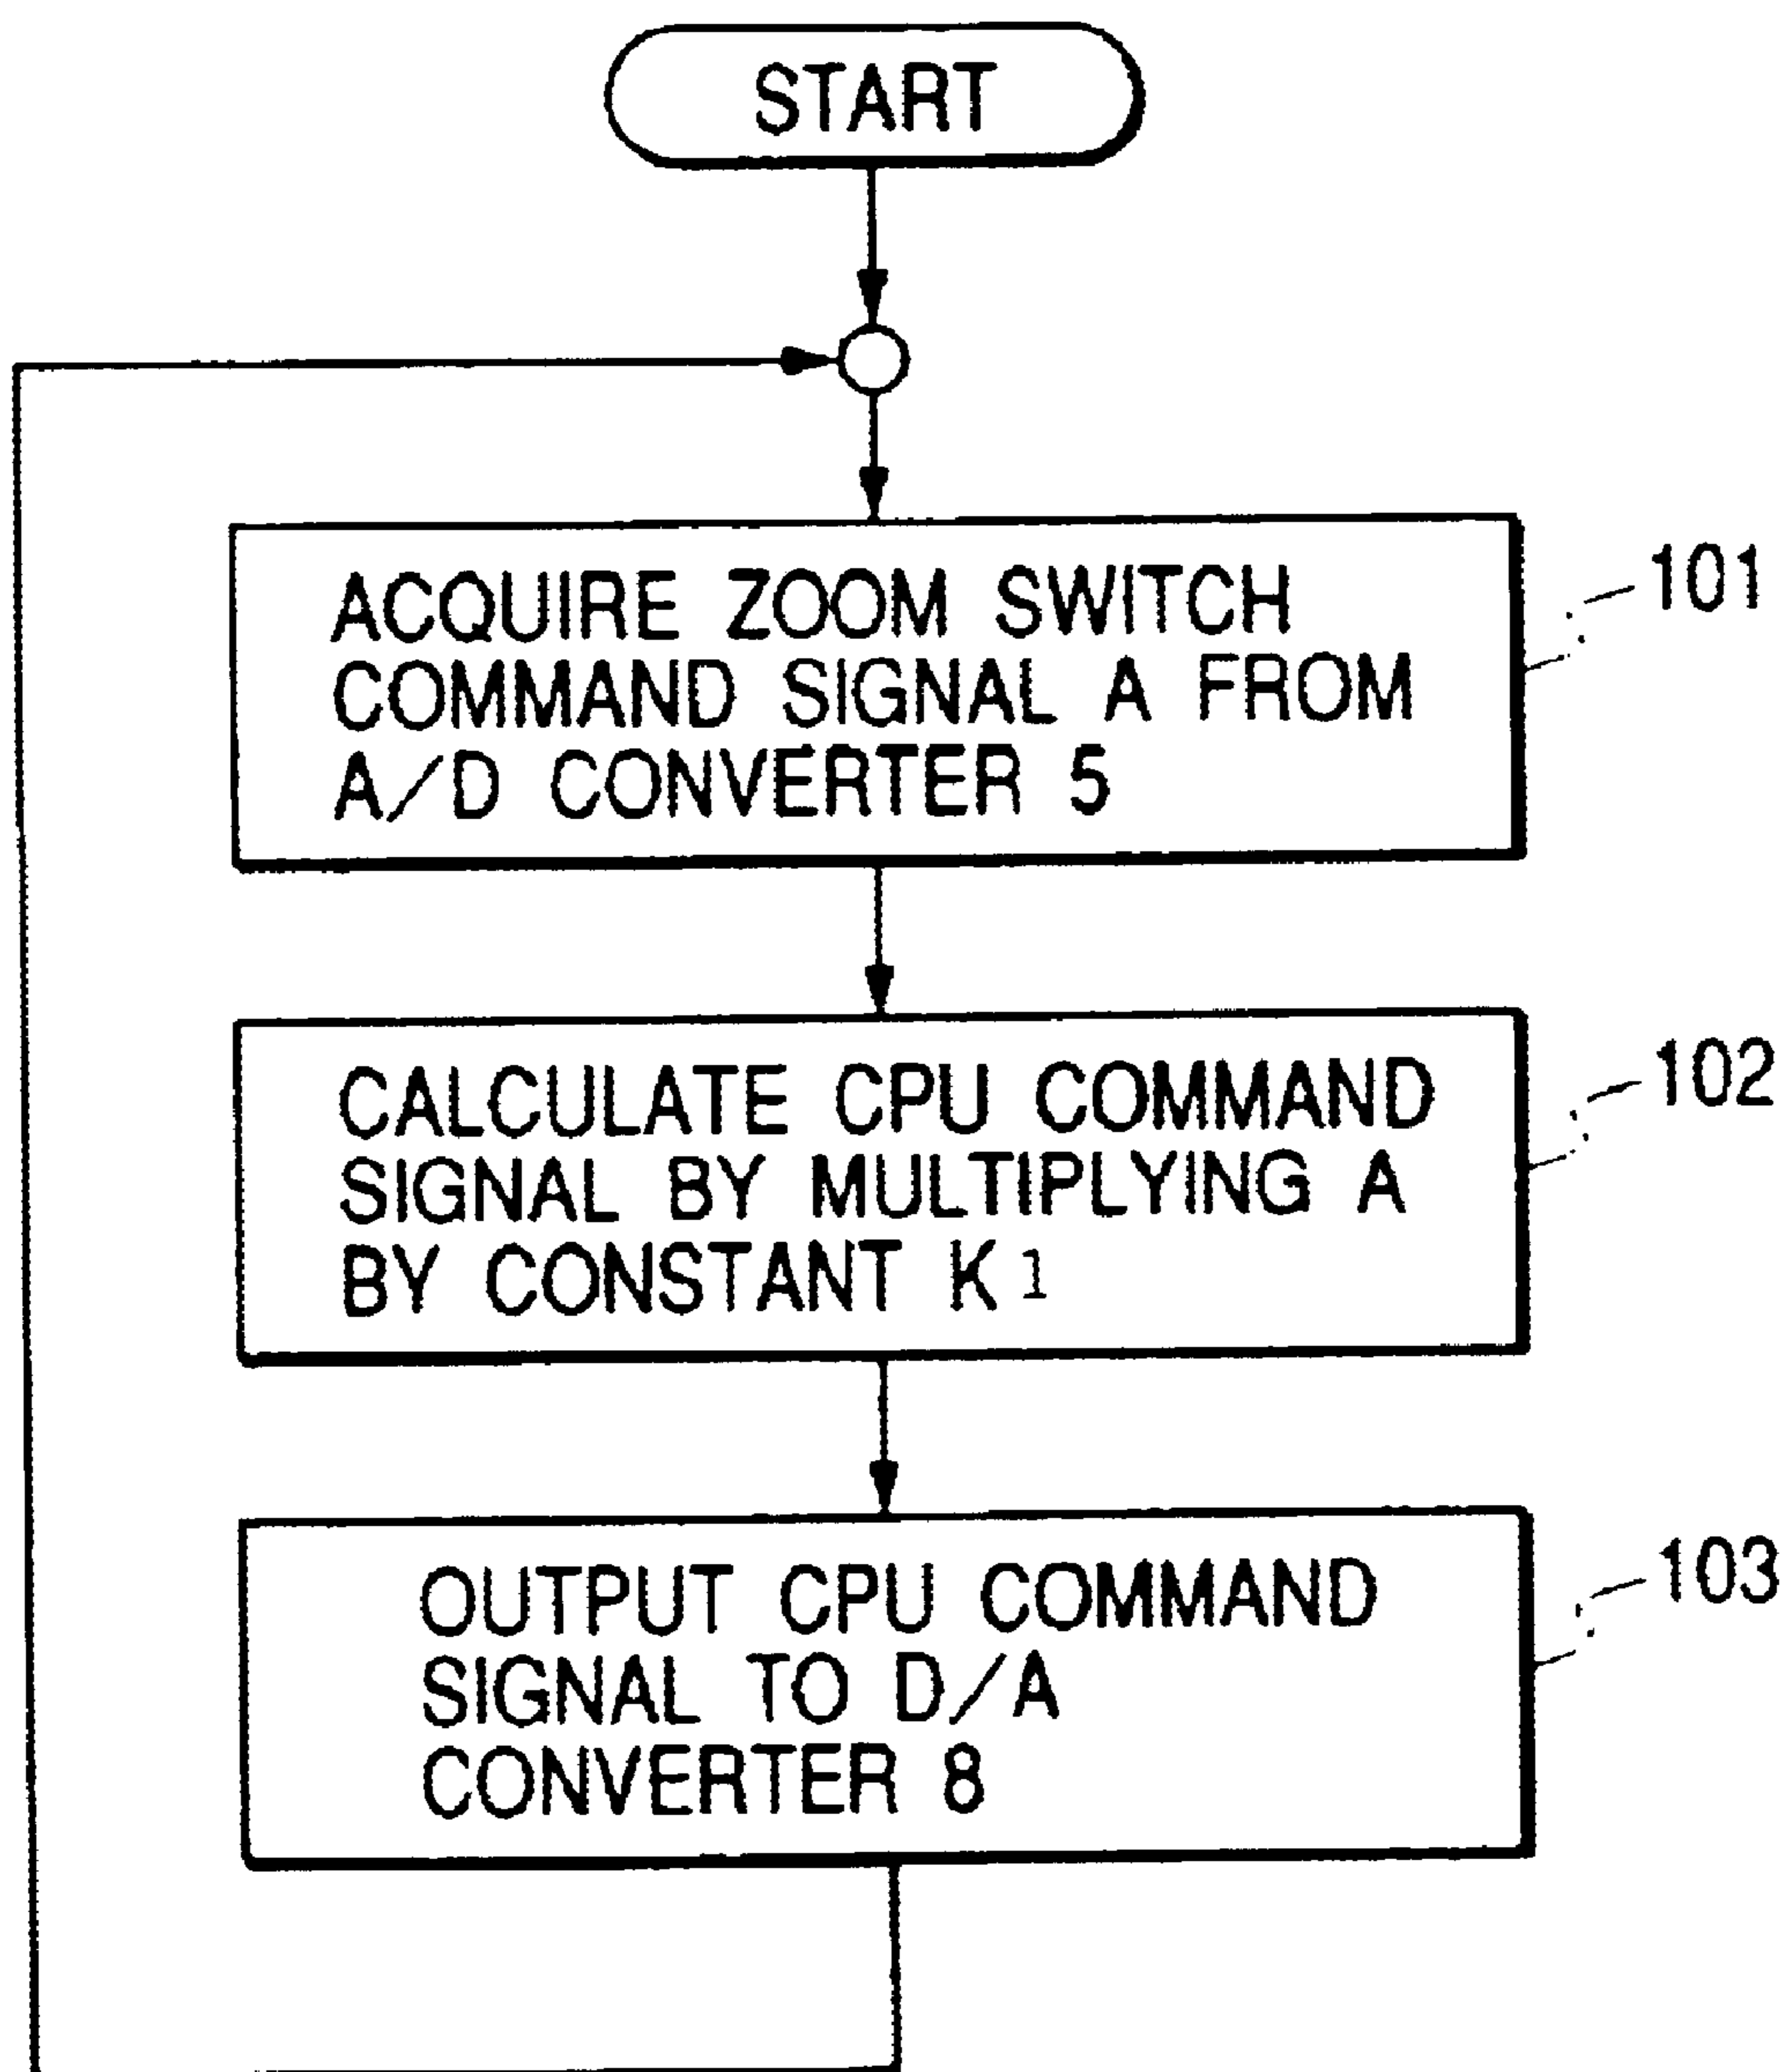 START
ACQUIRE ZOOM SWITCH
COMMAND SIGNAL A FROM
A/D CONVERTER 5
101
CALCULATE CPU COMMAND
SIGNAL BY MULTIPLYING A
BY CONSTANT K1
102
OUTPUT CPU COMMAND
SIGNAL TO D/A
CONVERTER 8
103